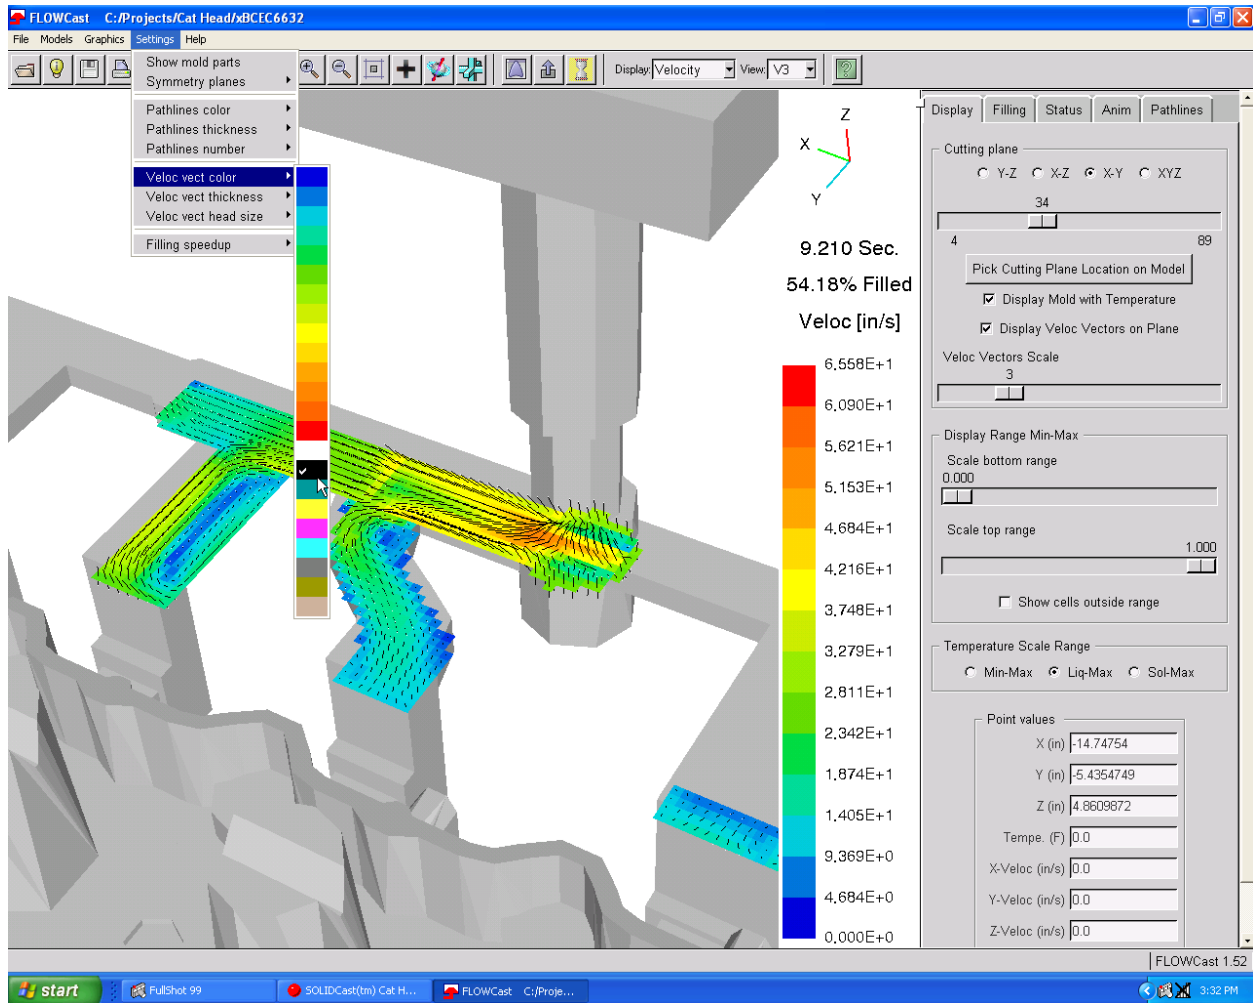 FLOWCast C:/Projects/Cat Head/xBCEC6632
File Models Graphics Settings Help
Display: Velocity View: V3
Show mold parts
Symmetry planes
Pathlines color
Pathlines thickness
Pathlines number
Veloc vect color
Veloc vect thickness
Veloc vect head size
Filling speedup
Z
X
Y
9.210 Sec.
54.18% Filled
Veloc [in/s]
6,558E+1
6,090E+1
5,621E+1
5,153E+1
4,684E+1
4,216E+1
3,748E+1
3,279E+1
2,811E+1
2,342E+1
1,874E+1
1,405E+1
9,369E+0
4,684E+0
0,000E+0
Display Filling Status Anim Pathlines
Cutting plane
Y-Z X-Z X-Y XYZ
34
4 89
Pick Cutting Plane Location on Model
Display Mold with Temperature
Display Veloc Vectors on Plane
Veloc Vectors Scale
3
Display Range Min-Max
Scale bottom range
0.000
Scale top range
1.000
Show cells outside range
Temperature Scale Range
Min-Max Liq-Max Sol-Max
Point values
X (in) -14.74754
Y (in) -5.4354749
Z (in) 4.8609872
Tempe. (F) 0.0
X-Veloc (in/s) 0.0
Y-Veloc (in/s) 0.0
Z-Veloc (in/s) 0.0
FLOWCast 1.52
start FullShot 99 SOLIDCast(tm) Cat H... FLOWCast C:/Proje... 3:32 PM